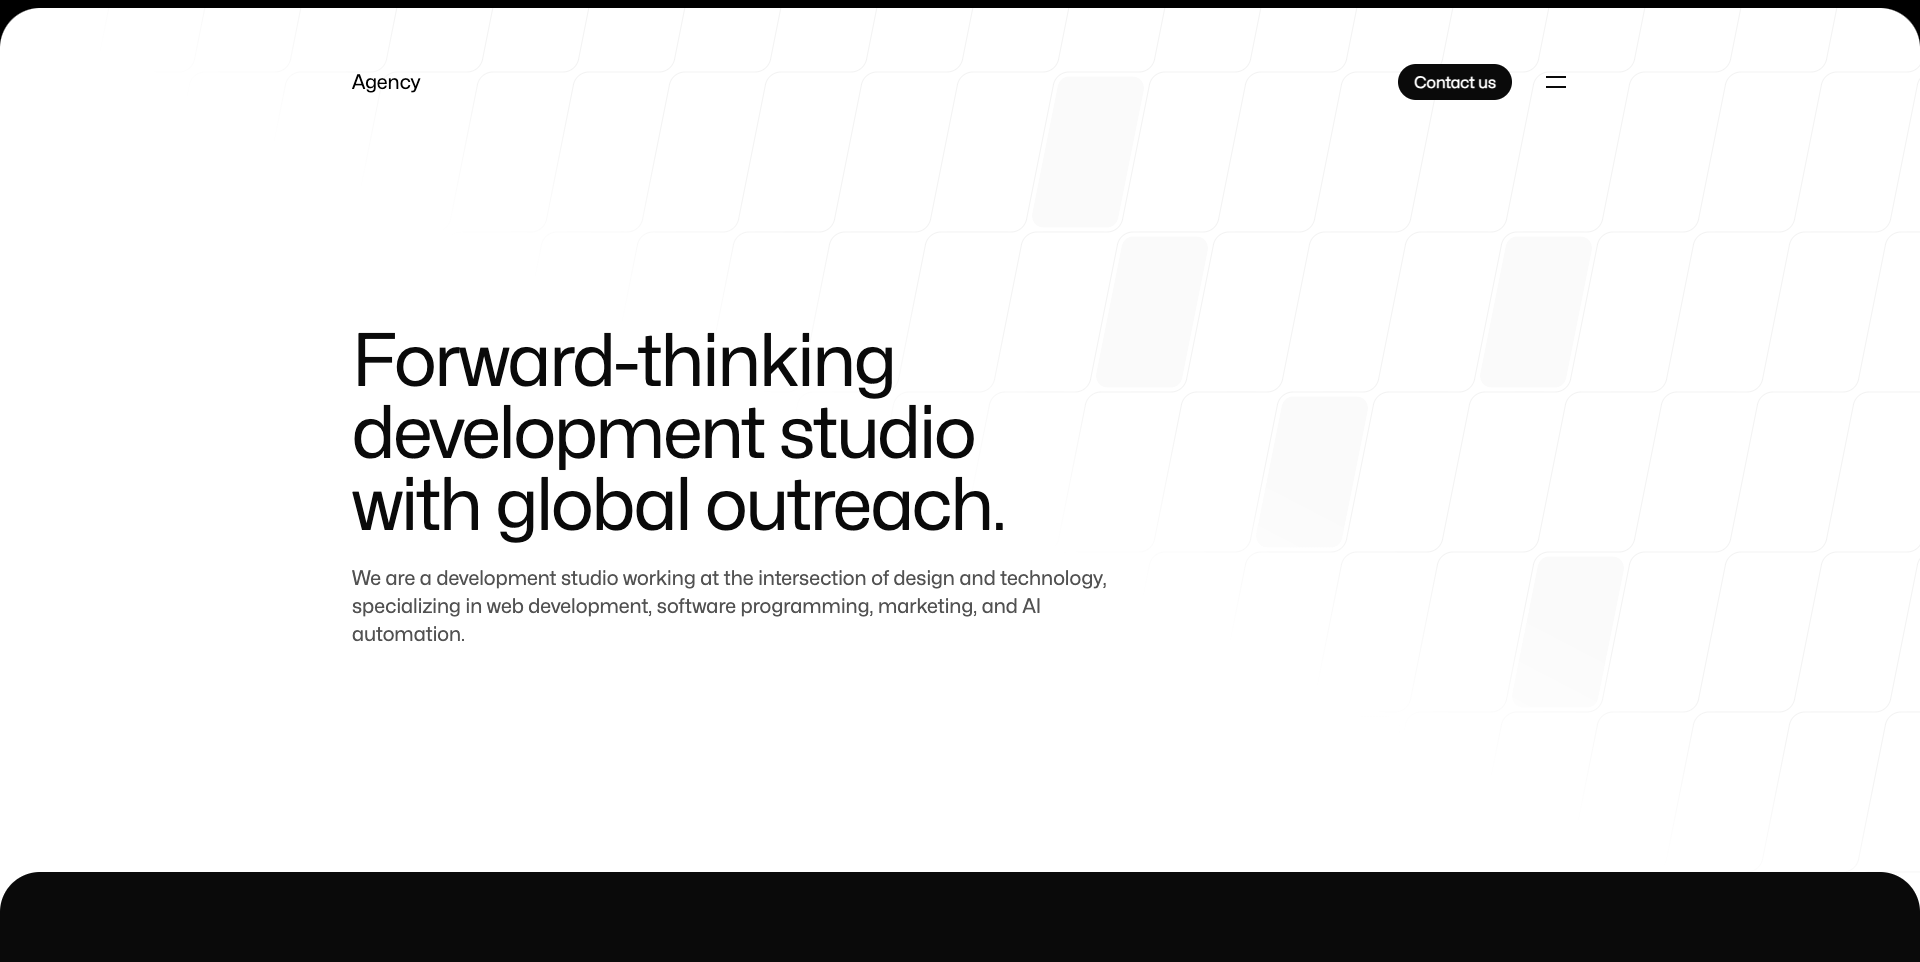 Agency
Contact us
Forward-thinking
development studio
with global outreach.
We are a development studio working at the intersection of design and technology,
specializing in web development, software programming, marketing, and AI
automation.